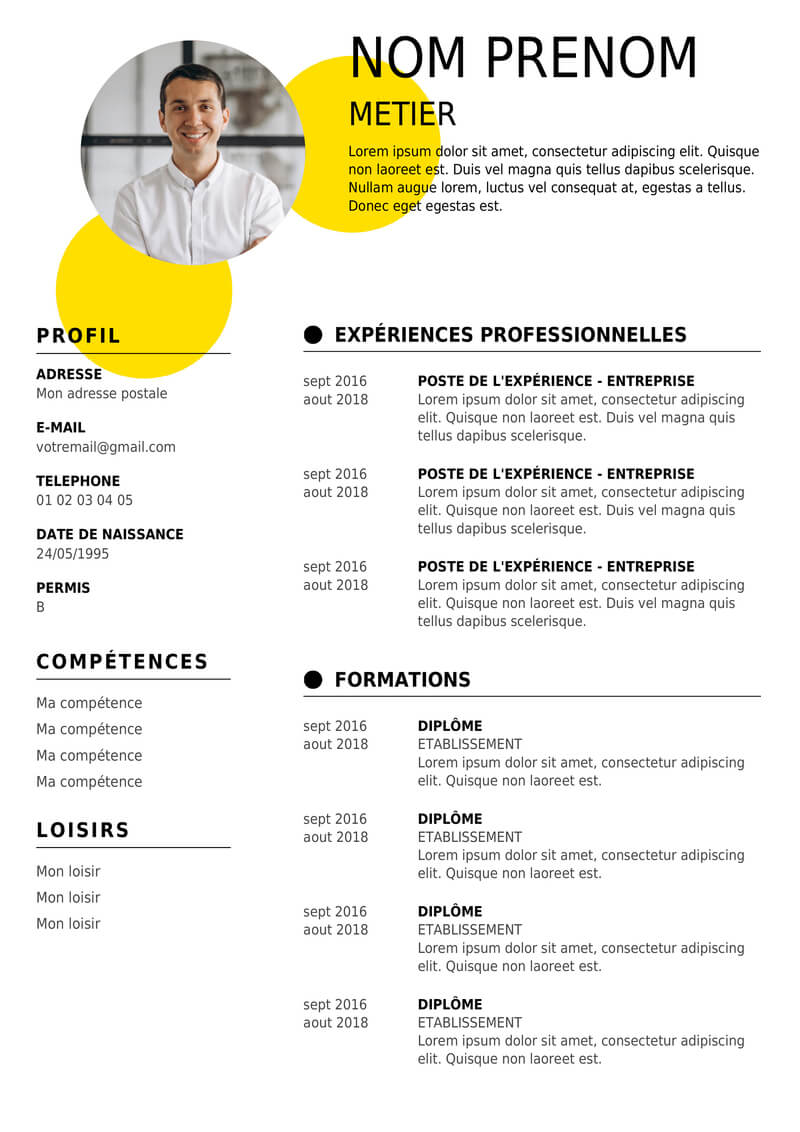 NOM PRENOM
METIER
Lorem ipsum dolor sit amet, consectetur adipiscing elit. Quisque
non laoreet est. Duis vel magna quis tellus dapibus scelerisque.
Nullam augue lorem, luctus vel consequat at, egestas a tellus.
Donec eget egestas est.
PROFIL
ADRESSE
Mon adresse postale
E-MAIL
votremail@gmail.com
TELEPHONE
01 02 03 04 05
DATE DE NAISSANCE
24/05/1995
PERMIS
B
COMPÉTENCES
Ma compétence
Ma compétence
Ma compétence
Ma compétence
LOISIRS
Mon loisir
Mon loisir
Mon loisir
EXPÉRIENCES PROFESSIONNELLES
sept 2016
aout 2018
POSTE DE L'EXPÉRIENCE - ENTREPRISE
Lorem ipsum dolor sit amet, consectetur adipiscing
elit. Quisque non laoreet est. Duis vel magna quis
tellus dapibus scelerisque.
sept 2016
aout 2018
POSTE DE L'EXPÉRIENCE - ENTREPRISE
Lorem ipsum dolor sit amet, consectetur adipiscing
elit. Quisque non laoreet est. Duis vel magna quis
tellus dapibus scelerisque.
sept 2016
aout 2018
POSTE DE L'EXPÉRIENCE - ENTREPRISE
Lorem ipsum dolor sit amet, consectetur adipiscing
elit. Quisque non laoreet est. Duis vel magna quis
tellus dapibus scelerisque.
FORMATIONS
sept 2016
aout 2018
DIPLÔME
ETABLISSEMENT
Lorem ipsum dolor sit amet, consectetur adipiscing
elit. Quisque non laoreet est.
sept 2016
aout 2018
DIPLÔME
ETABLISSEMENT
Lorem ipsum dolor sit amet, consectetur adipiscing
elit. Quisque non laoreet est.
sept 2016
aout 2018
DIPLÔME
ETABLISSEMENT
Lorem ipsum dolor sit amet, consectetur adipiscing
elit. Quisque non laoreet est.
sept 2016
aout 2018
DIPLÔME
ETABLISSEMENT
Lorem ipsum dolor sit amet, consectetur adipiscing
elit. Quisque non laoreet est.